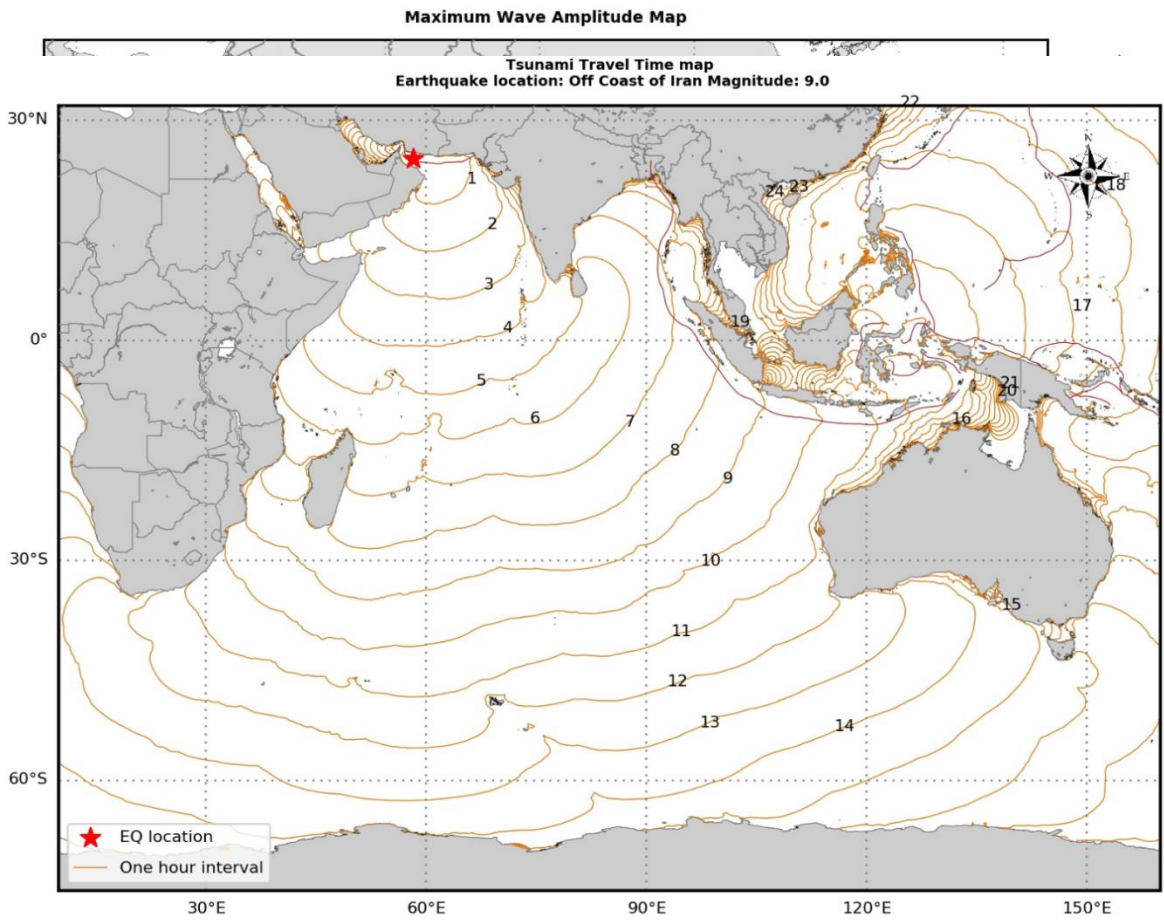 Maximum Wave Amplitude Map
Tsunami Travel Time map
Earthquake location: Off Coast of Iran Magnitude: 9.0
22
30°N
N
W E
S
1
24 23
18
2
3
17
4
19
0°
5
21
20
6
7
16
8
9
30°S
10
15
11
12
13
14
60°S
EQ location
One hour interval
30°E 60°E 90°E 120°E 150°E